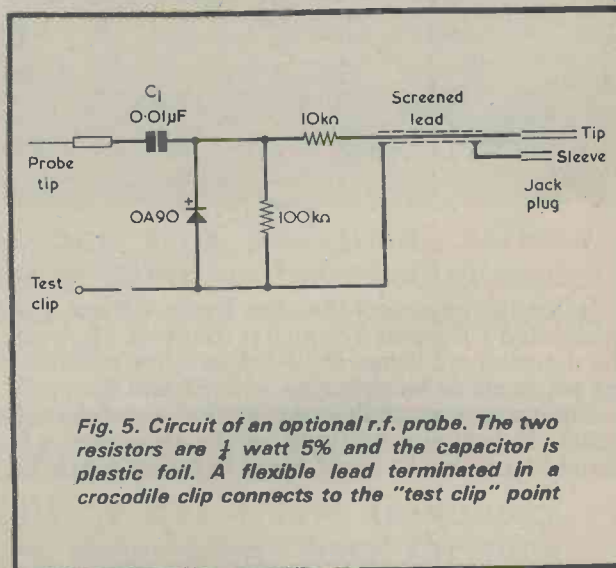 C1
0·01µF
10kΩ
Screened
lead
Tip
Sleeve
Probe
tip
Jack
plug
+
OA90
100kΩ
Test
clip
Fig. 5. Circuit of an optional r.f. probe. The two
resistors are ¼ watt 5% and the capacitor is
plastic foil. A flexible lead terminated in a
crocodile clip connects to the "test clip" point